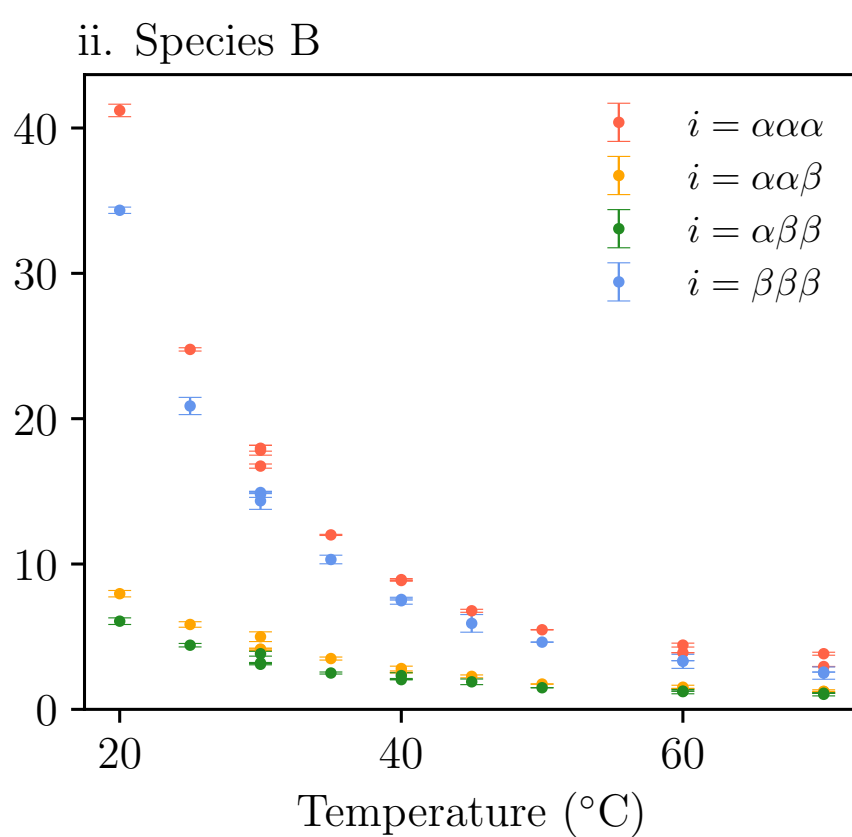 ii. Species B
40
30
20
10
0
i = ααα
i = ααβ
i = αββ
i = βββ
20 40 60
Temperature (°C)